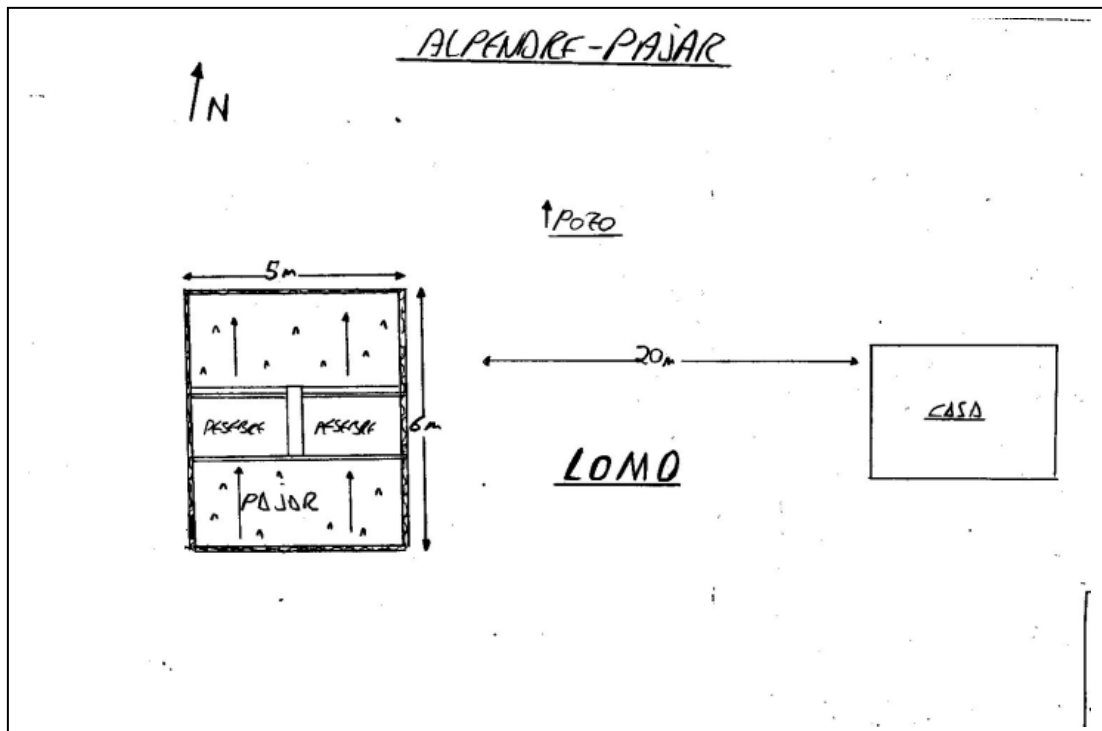 ALPENDRE-PAJAR
N
POZO
5m
20m
CASA
PESEBRE PESEBRE
6m
LOMO
PAJAR